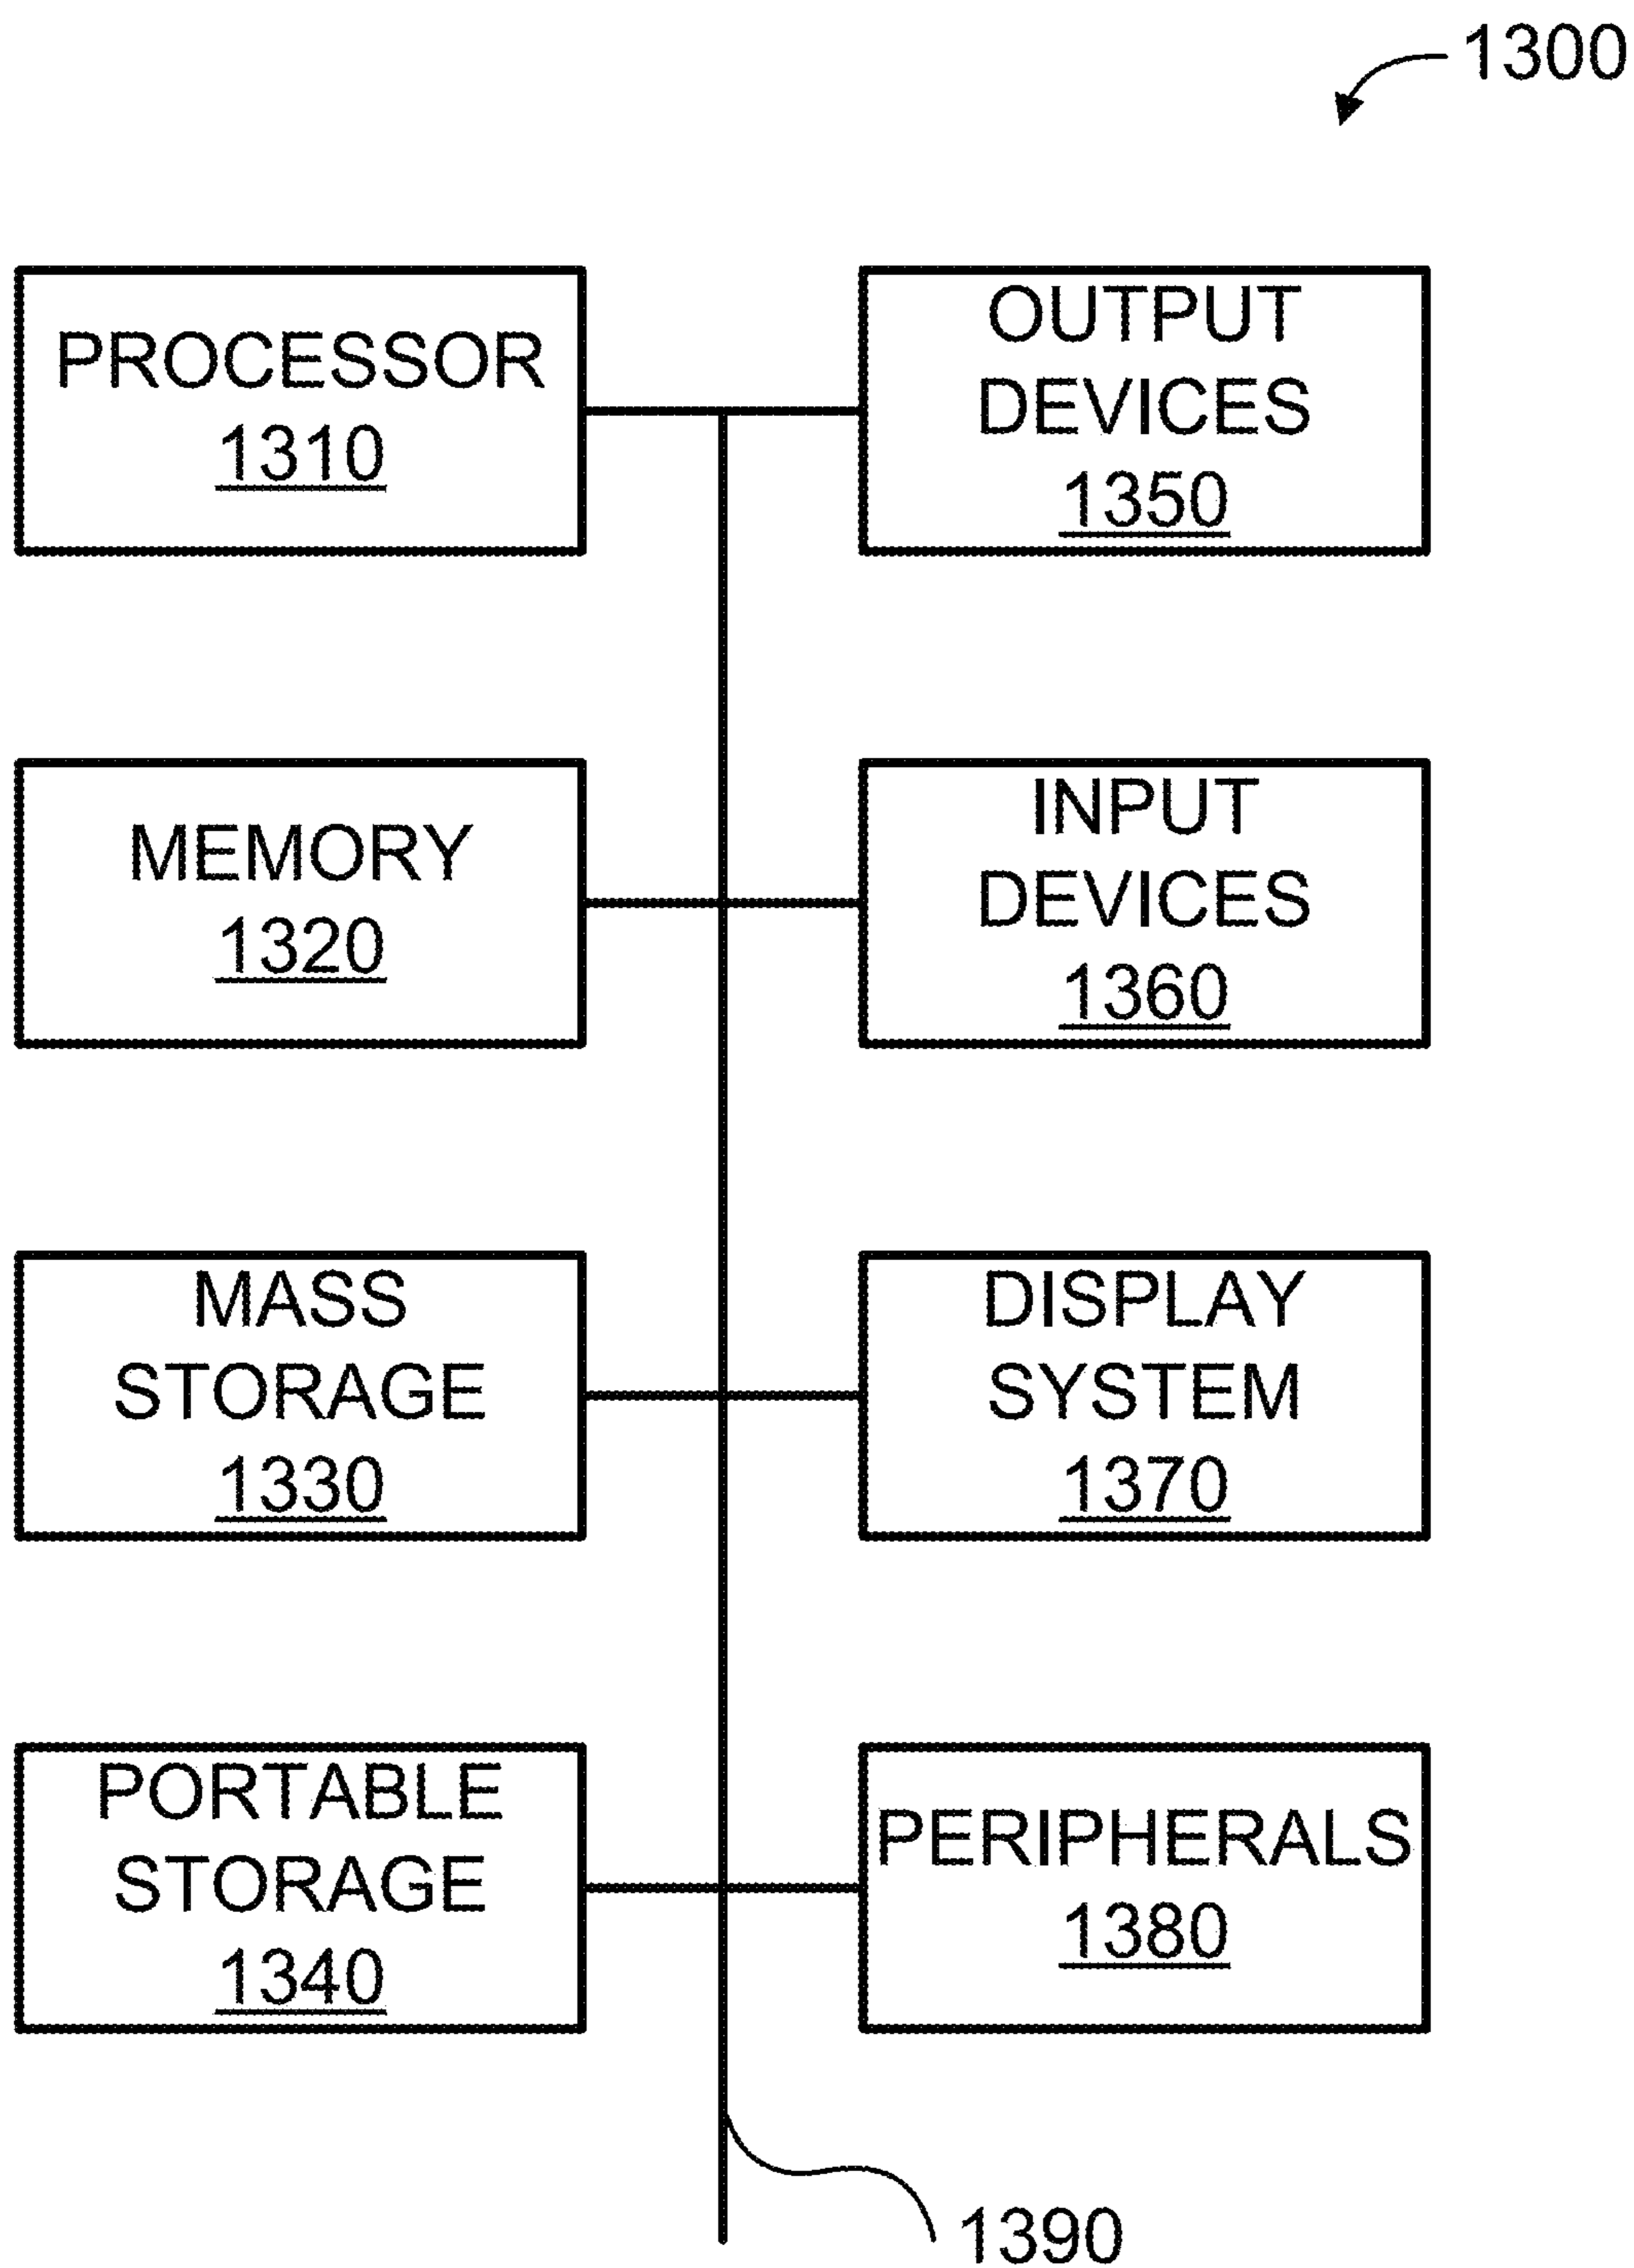 1300
PROCESSOR
1310
OUTPUT
DEVICES
1350
MEMORY
1320
INPUT
DEVICES
1360
MASS
STORAGE
1330
DISPLAY
SYSTEM
1370
PORTABLE
STORAGE
1340
PERIPHERALS
1380
1390